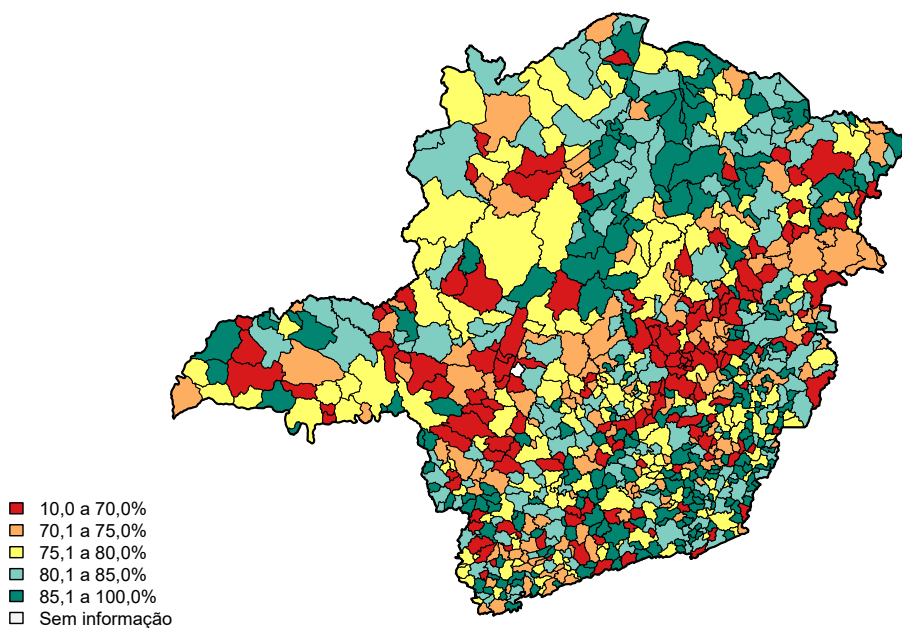 10,0 a 70,0%
70,1 a 75,0%
75,1 a 80,0%
80,1 a 85,0%
85,1 a 100,0%
Sem informação